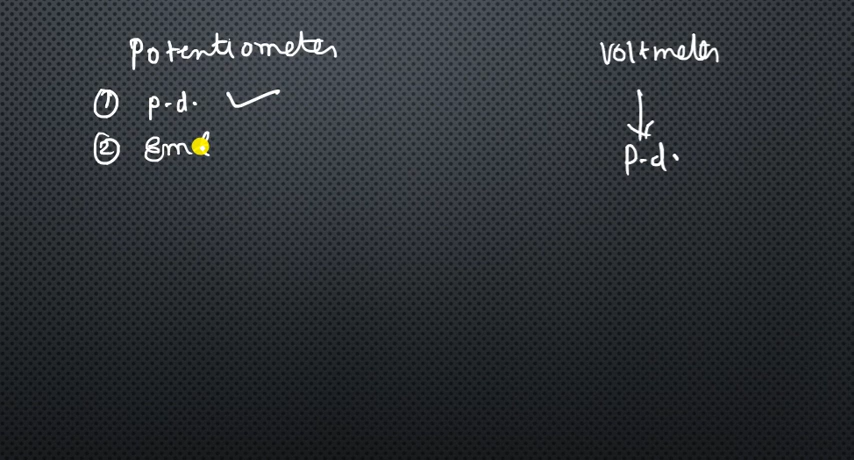 Potentiometer
① p.d. ✓
② Emf
Voltmeter
↓
P.d.